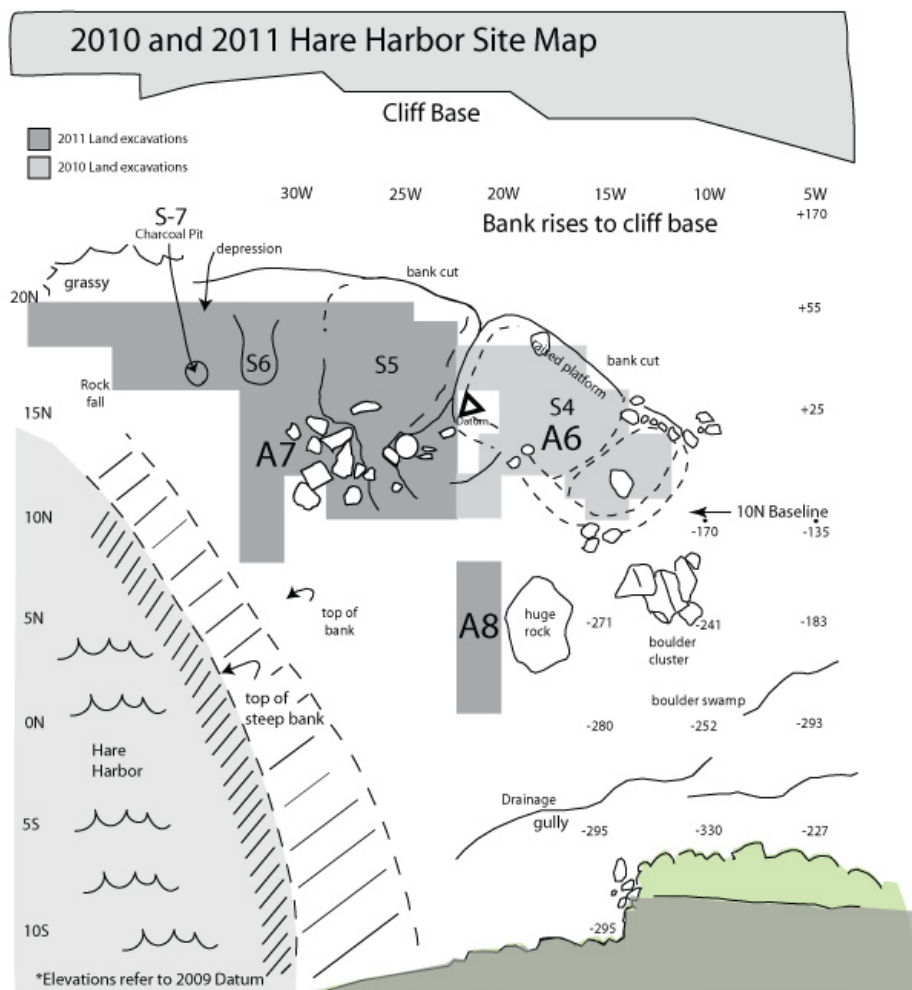 2010 and 2011 Hare Harbor Site Map
Cliff Base
2011 Land excavations
2010 Land excavations
30W 25W 20W 15W 10W 5W
+170
S-7
Charcoal Pit
Bank rises to cliff base
depression
bank cut
grassy
20N
+55
raised platform
bank cut
S6
S5
Rock
fall
S4
15N
+25
Datum
A7
A6
10N
10N Baseline
-170
-135
top of
bank
5N
A8
huge
rock
-271
-241
-183
boulder
cluster
top of
steep bank
boulder swamp
0N
-280
-252
-293
Hare
Harbor
Drainage
gully
5S
-295
-330
-227
10S
-295
*Elevations refer to 2009 Datum